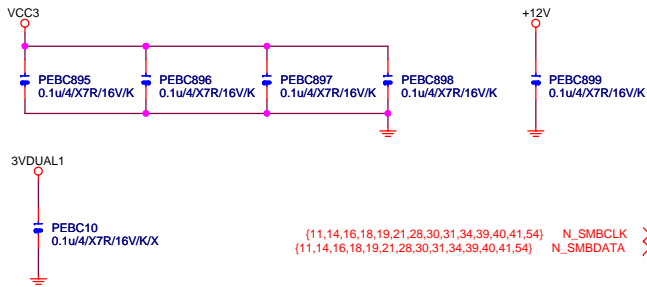 VCC3
+12V
PEBC895
0.1u/4/X7R/16V/K
PEBC896
0.1u/4/X7R/16V/K
PEBC897
0.1u/4/X7R/16V/K
PEBC898
0.1u/4/X7R/16V/K
PEBC899
0.1u/4/X7R/16V/K
3VDUAL1
PEBC10
0.1u/4/X7R/16V/K/X
{11,14,16,18,19,21,28,30,31,34,39,40,41,54} N_SMBCLK
{11,14,16,18,19,21,28,30,31,34,39,40,41,54} N_SMBDATA